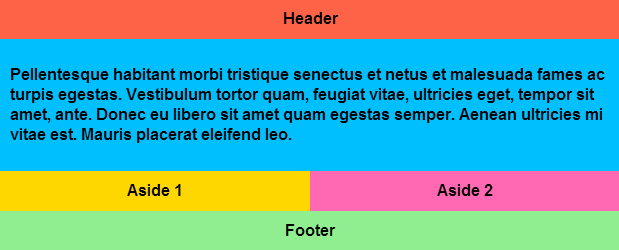 Header
Pellentesque habitant morbi tristique senectus et netus et malesuada fames ac
turpis egestas. Vestibulum tortor quam, feugiat vitae, ultricies eget, tempor sit
amet, ante. Donec eu libero sit amet quam egestas semper. Aenean ultricies mi
vitae est. Mauris placerat eleifend leo.
Aside 1
Aside 2
Footer